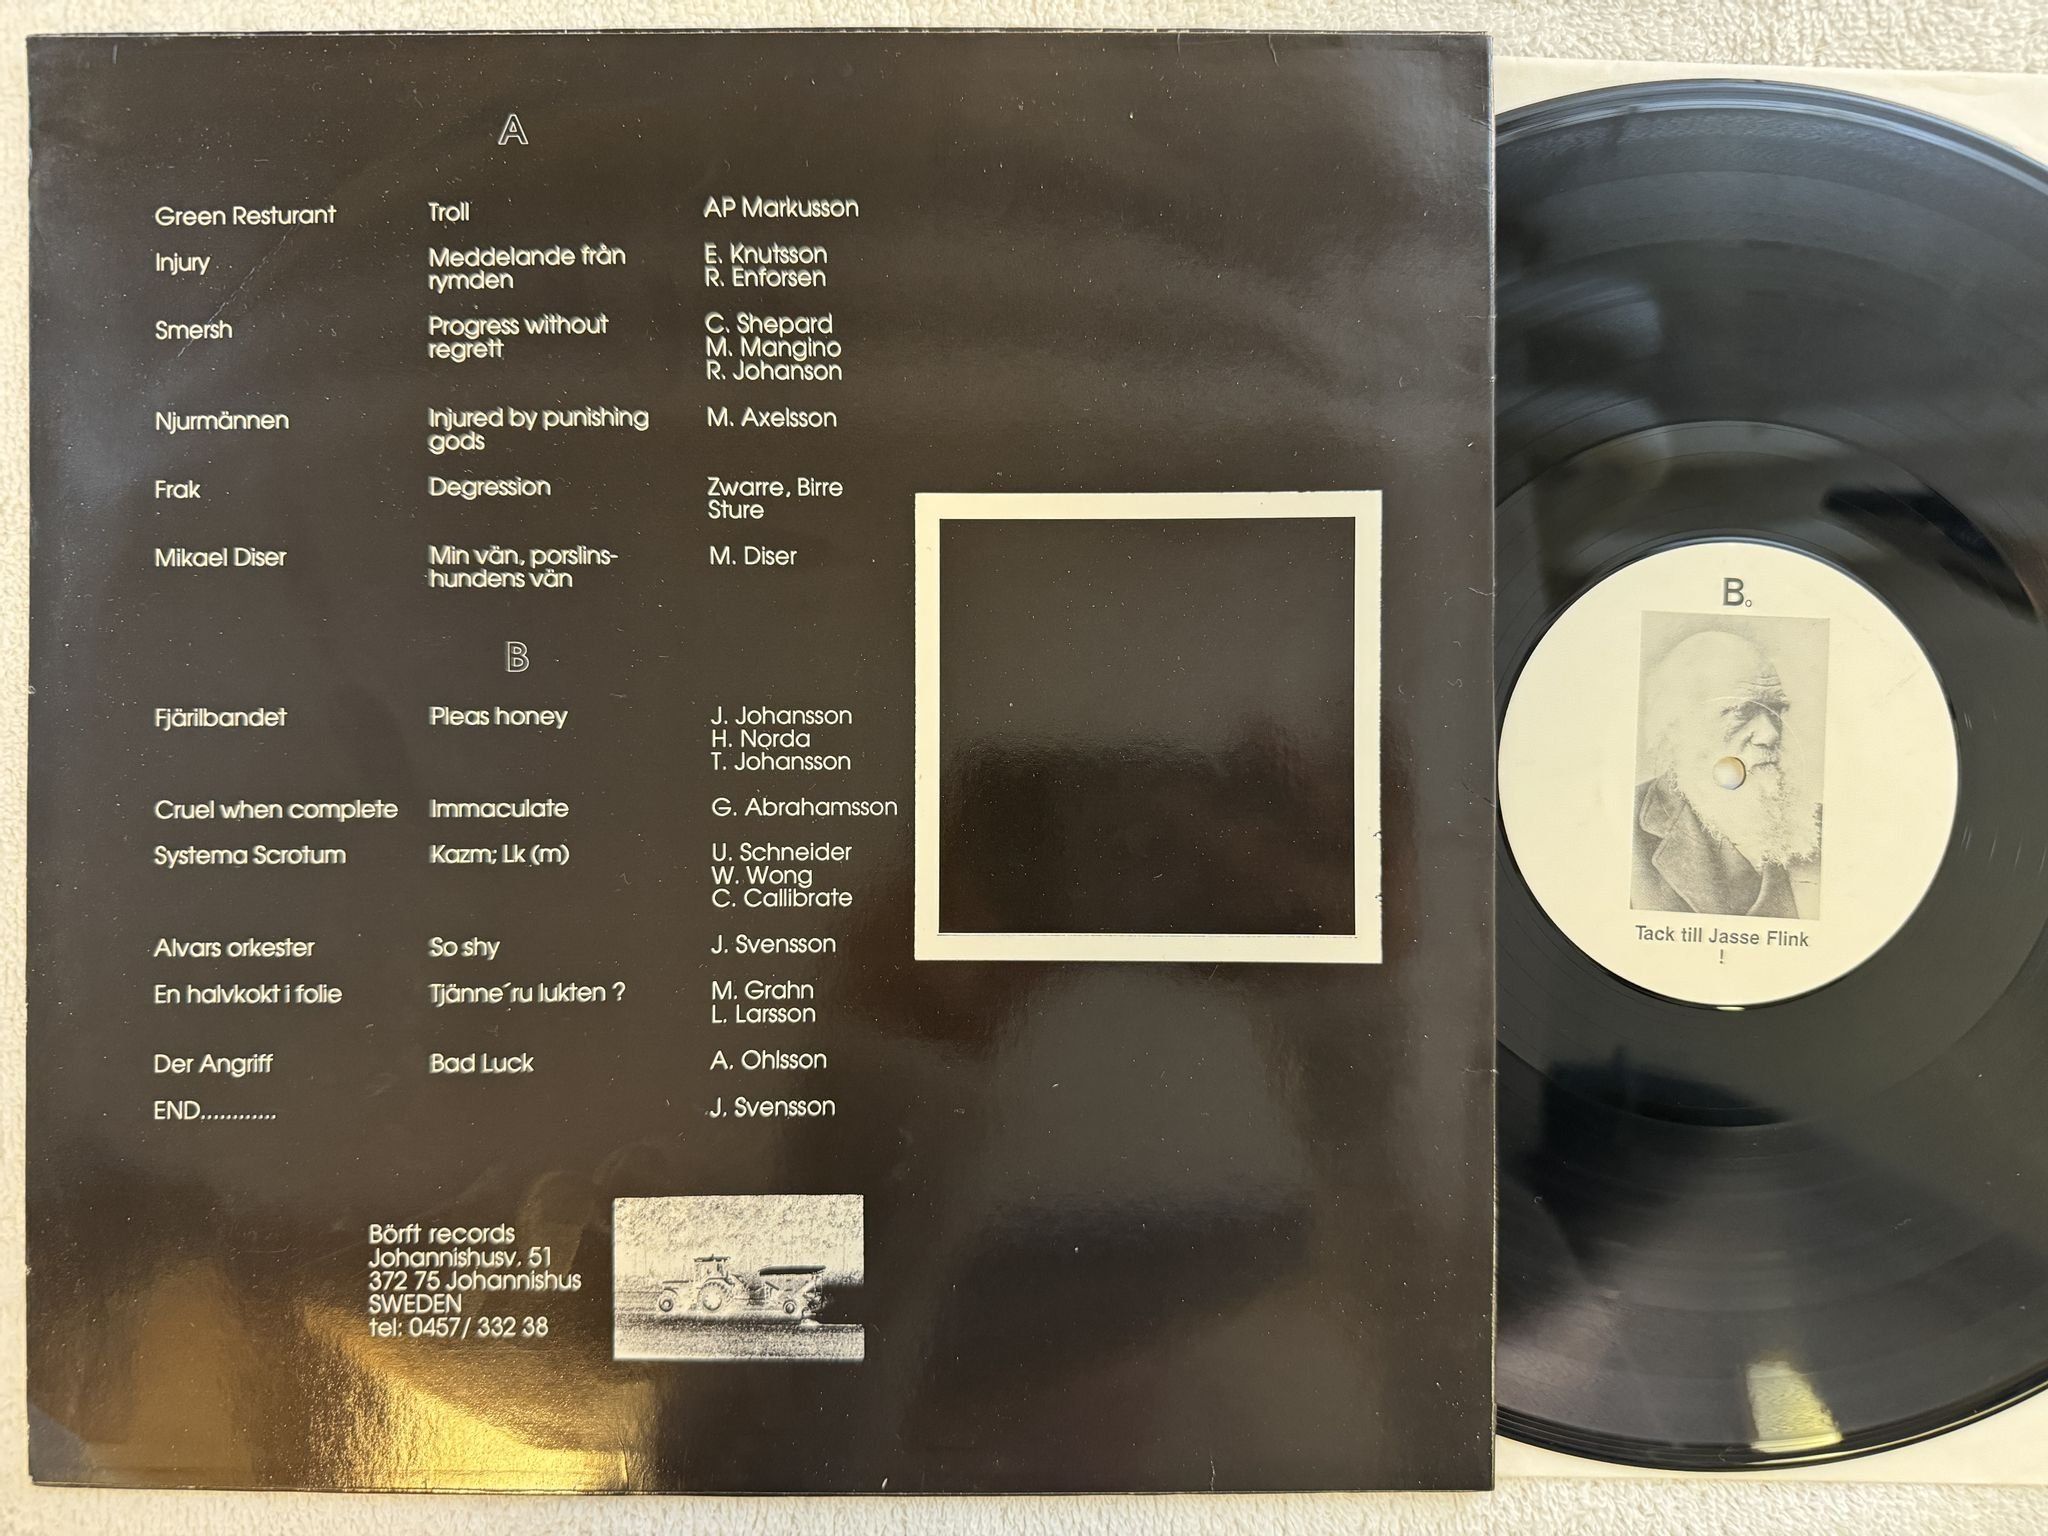 A
Green Resturant Troll AP Markusson
Injury Meddelande från E. Knutsson
rymden R. Enforsen
Smersh Progress without C. Shepard
regrett M. Mangino
R. Johanson
Njurmännen Injured by punishing M. Axelsson
gods
Frak Degression Zwarre, Birre
Sture
Mikael Diser Min vän, porslins- M. Diser
hundens vän
B
Fjärilbandet Pleas honey J. Johansson
H. Norda
T. Johansson
Cruel when complete Immaculate G. Abrahamsson
Systema Scrotum Kazm; Lk (m) U. Schneider
W. Wong
C. Callibrate
Alvars orkester So shy J. Svensson
En halvkokt i folie Tjänne´ru lukten ? M. Grahn
L. Larsson
Der Angriff Bad Luck A. Ohlsson
END............ J. Svensson
Börft records
Johannishusv. 51
372 75 Johannishus
SWEDEN
tel: 0457/ 332 38
B.
Tack till Jasse Flink
!